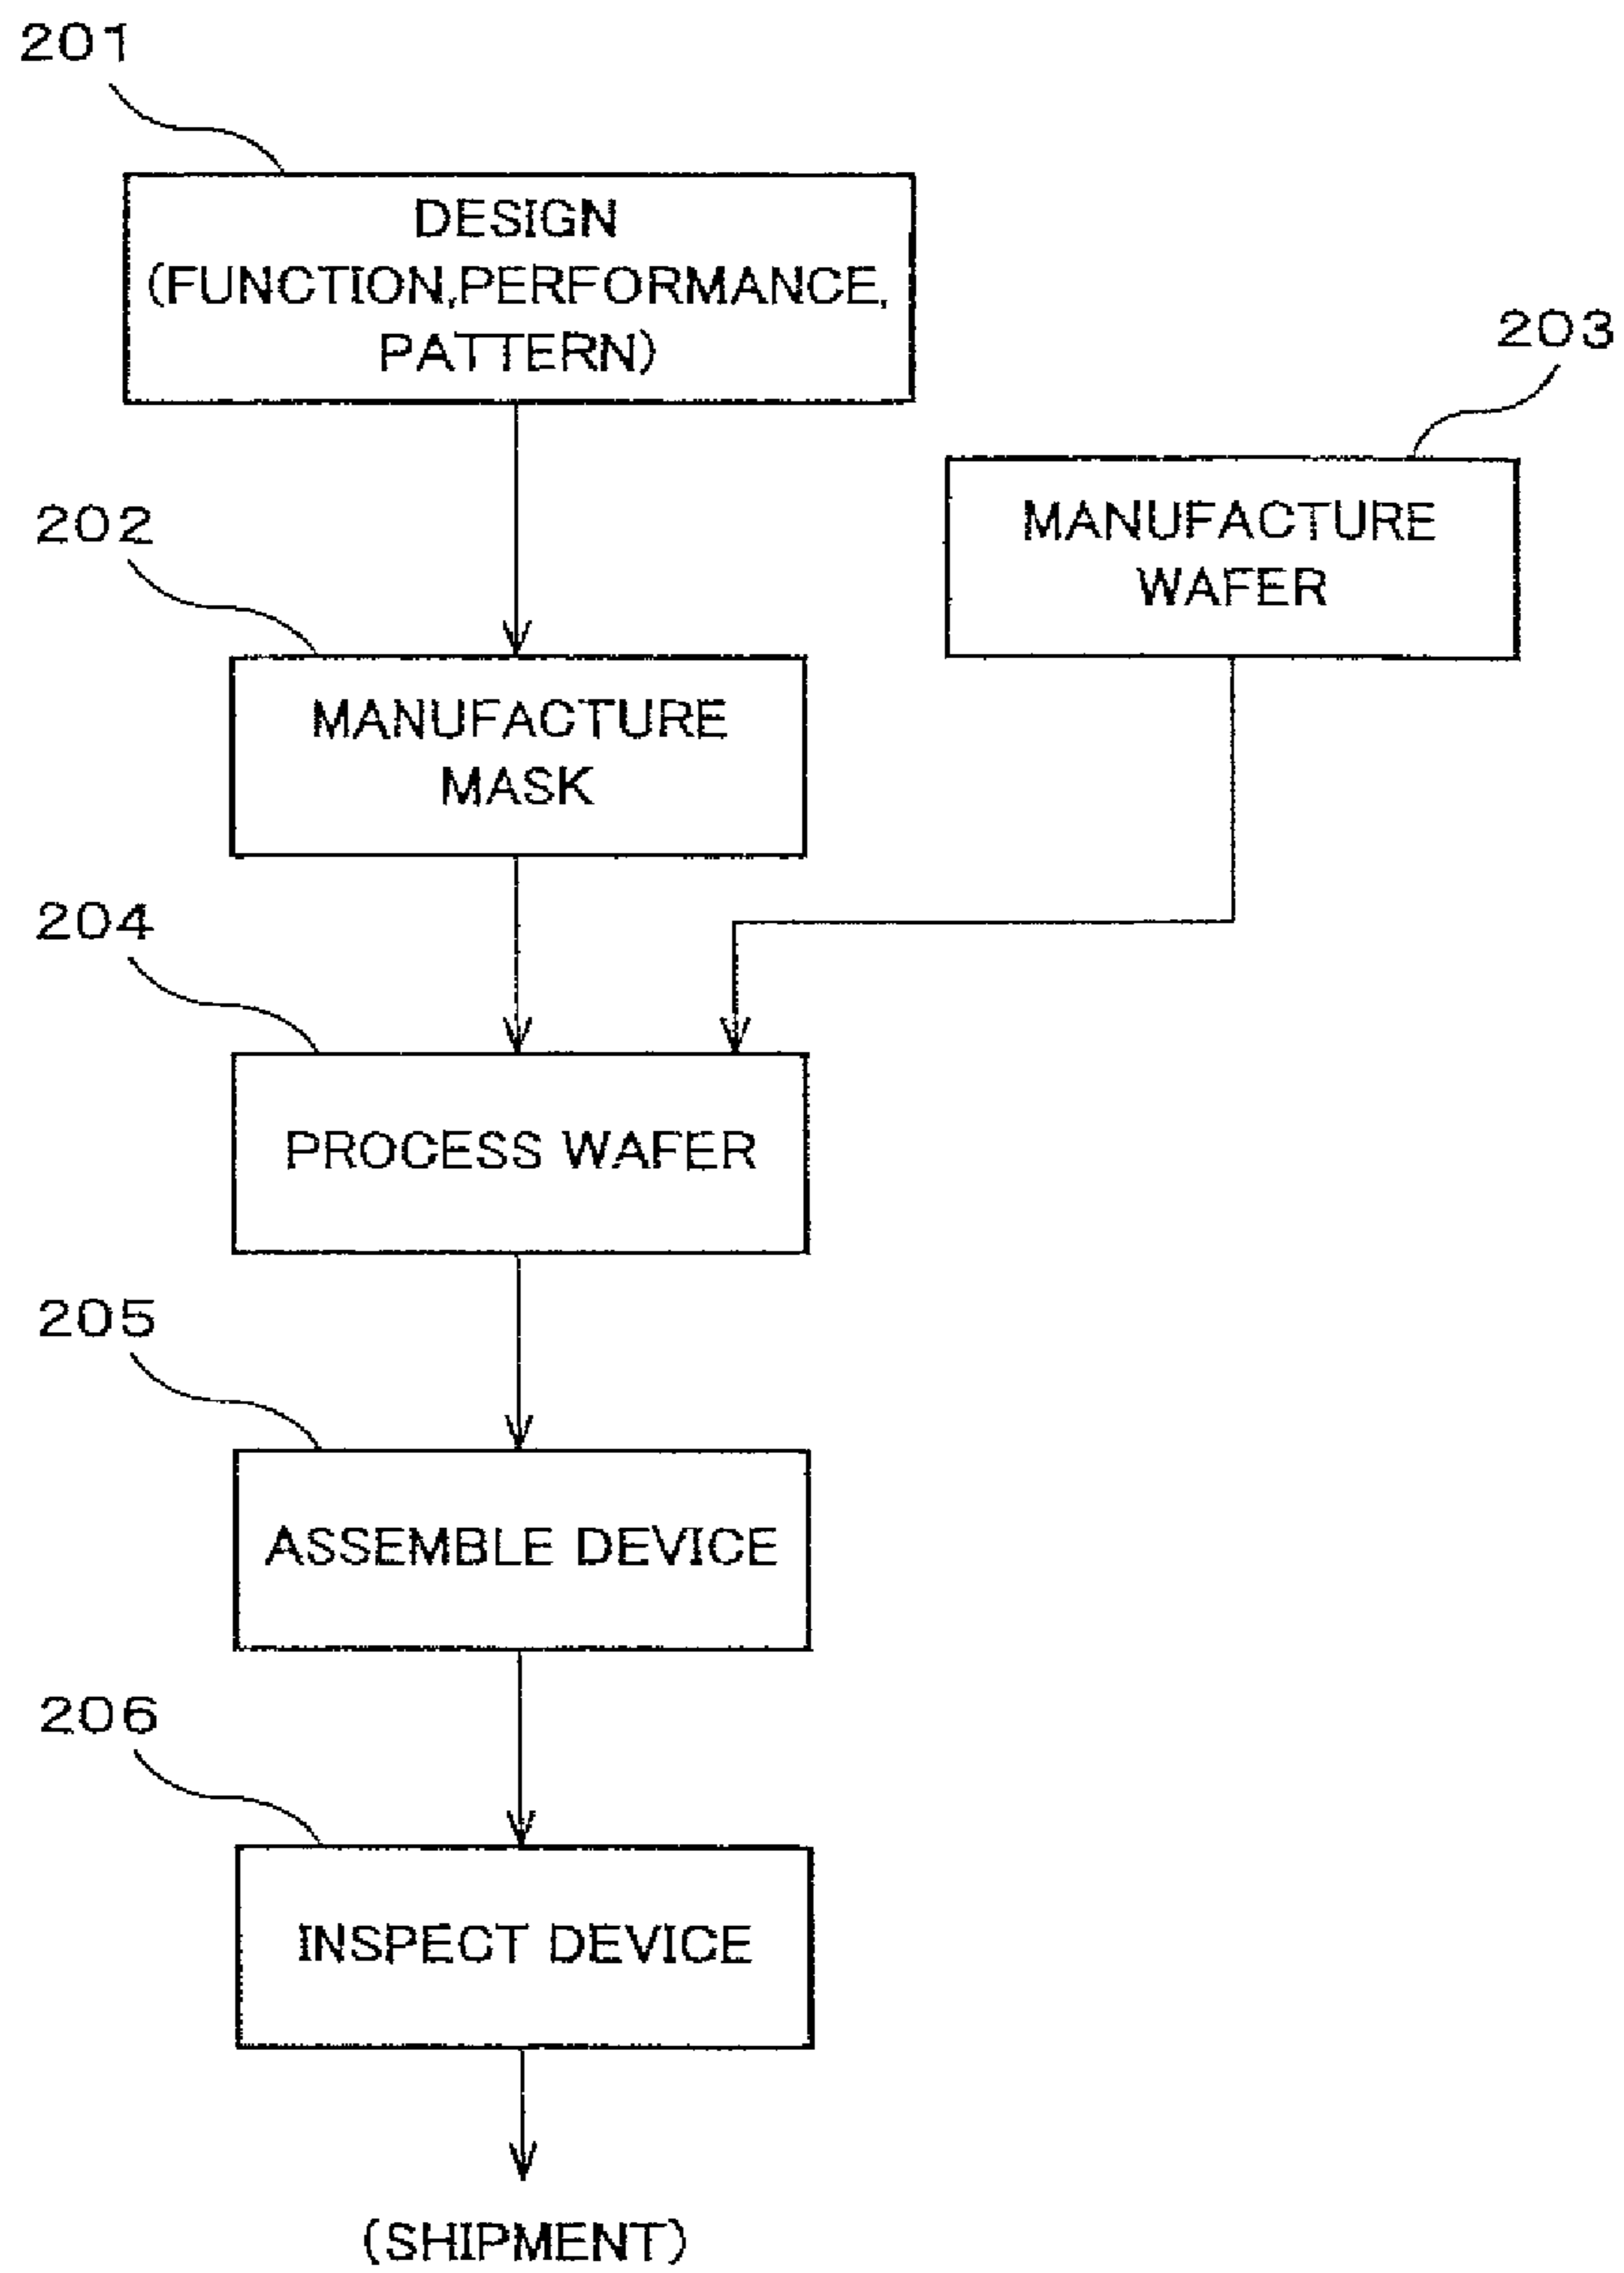 201
DESIGN
(FUNCTION,PERFORMANCE,
PATTERN)
203
MANUFACTURE
WAFER
202
MANUFACTURE
MASK
204
PROCESS WAFER
205
ASSEMBLE DEVICE
206
INSPECT DEVICE
(SHIPMENT)